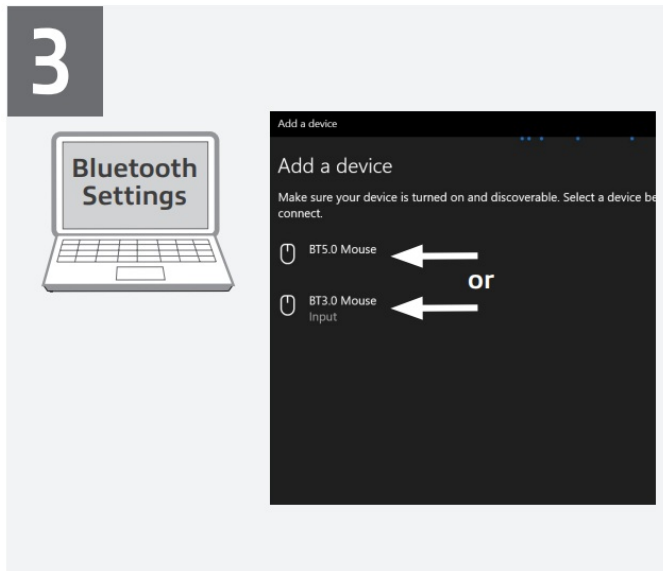 3
Bluetooth
Settings
Add a device
Add a device
Make sure your device is turned on and discoverable. Select a device be
connect.
BT5.0 Mouse
or
BT3.0 Mouse
Input